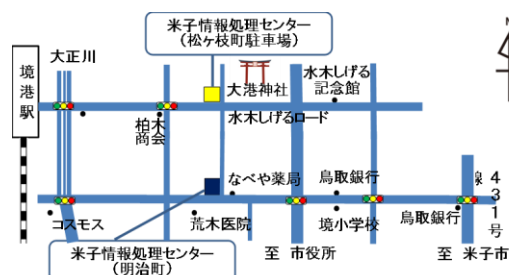 米子情報処理センター
(松ヶ枝町駐車場)
大正川
境港駅
大港神社
水木しげる
記念館
柏木
商会
水木しげるロード
なべや薬局
鳥取銀行
431号
線
コスモス
荒木医院
境小学校
鳥取銀行
米子情報処理センター
(明治町)
至 市役所
至 米子市